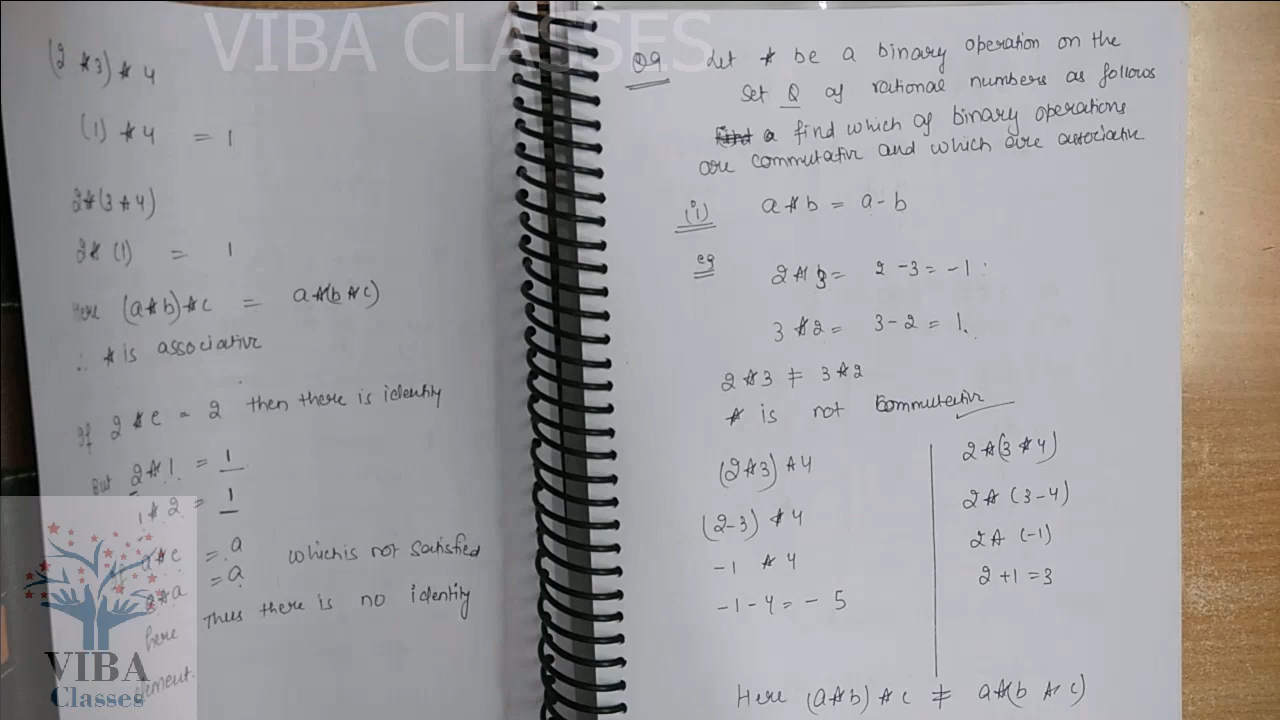 VIBA CLASSES
(2 * 3) * 4
(1) * 4 = 1
2*(3*4)
2* (1) = 1
Here (a*b)*c = a*(b*c)
∴ * is associative
If 2*e = 2 then there is identity
But 2*1 = 1
1*2 = 1
If a*e = a which is not satisfied
e*a = a
here Thus there is no identity
element.
VIBA
Classes
Q9 Let * be a binary operation on the
set Q of rational numbers as follows
find which of binary operations
are commutative and which are associative
(i) a*b = a-b
eg 2*3 = 2-3 = -1
3*2 = 3-2 = 1.
2*3 ≠ 3*2
* is not commutative
(2*3)*4
(2-3) *4
-1 * 4
-1-4 = - 5
2*(3*4)
2* (3-4)
2* (-1)
2+1=3
Here (a*b)*c ≠ a*(b*c)